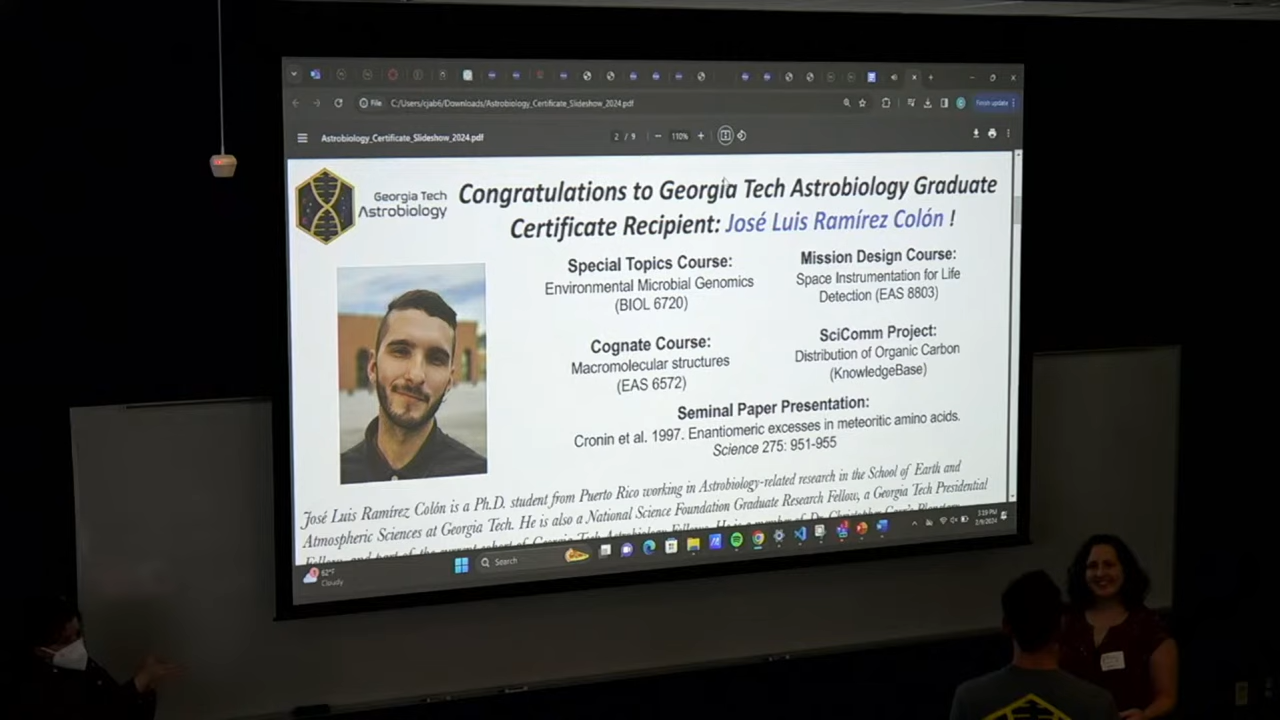 File C:/Users/cjab6/Downloads/Astrobiology_Certificate_Slideshow_2024.pdf
Astrobiology_Certificate_Slideshow_2024.pdf 2 / 9 110%
Georgia Tech
Astrobiology
Congratulations to Georgia Tech Astrobiology Graduate
Certificate Recipient: José Luis Ramírez Colón !
Special Topics Course:
Environmental Microbial Genomics
(BIOL 6720)
Mission Design Course:
Space Instrumentation for Life
Detection (EAS 8803)
Cognate Course:
Macromolecular structures
(EAS 6572)
SciComm Project:
Distribution of Organic Carbon
(KnowledgeBase)
Seminal Paper Presentation:
Cronin et al. 1997. Enantiomeric excesses in meteoritic amino acids.
Science 275: 951-955
José Luis Ramírez Colón is a Ph.D. student from Puerto Rico working in Astrobiology-related research in the School of Earth and
Atmospheric Sciences at Georgia Tech. He is also a National Science Foundation Graduate Research Fellow, a Georgia Tech Presidential
62°F
Cloudy
Search